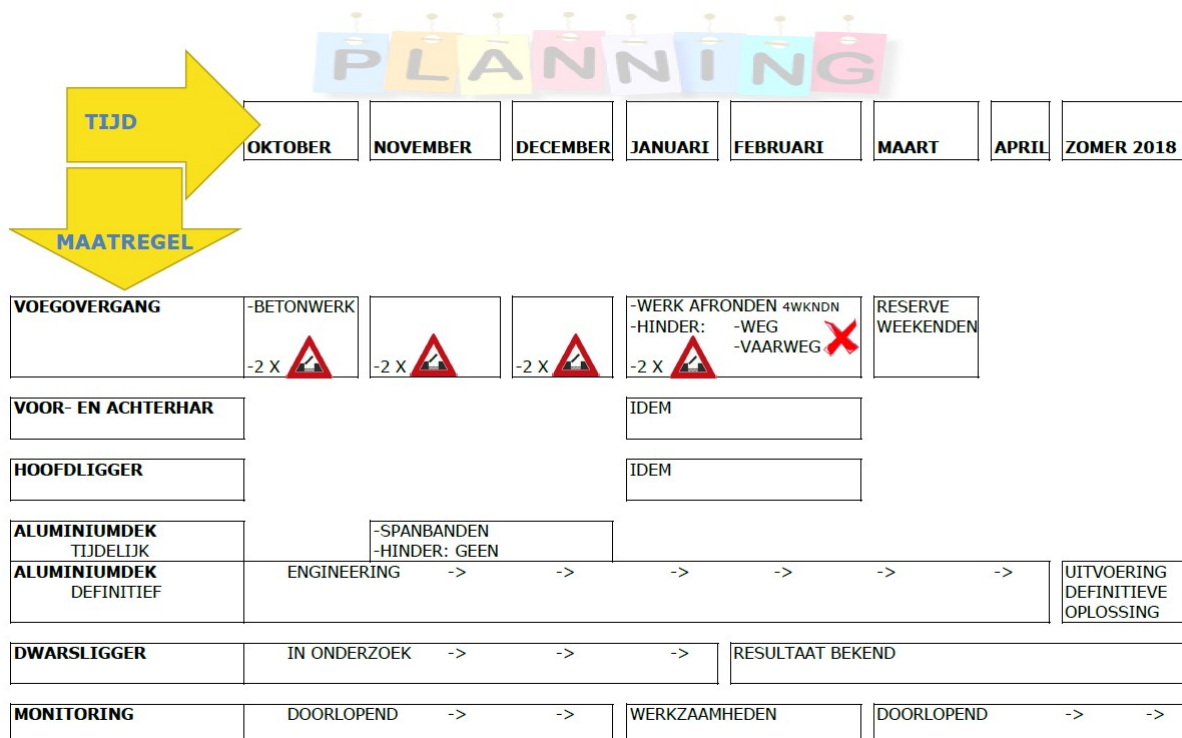 PLANNING
TIJD
OKTOBER NOVEMBER DECEMBER JANUARI FEBRUARI MAART APRIL ZOMER 2018
MAATREGEL
VOEGOVERGANG -BETONWERK -WERK AFRONDEN 4WKNDN RESERVE
-HINDER: -WEG WEEKENDEN
-VAARWEG
-2 X -2 X -2 X -2 X
VOOR- EN ACHTERHAR IDEM
HOOFDLIGGER IDEM
ALUMINIUMDEK -SPANBANDEN
TIJDELIJK -HINDER: GEEN
ALUMINIUMDEK ENGINEERING -> -> -> -> -> -> UITVOERING
DEFINITIEF DEFINITIEVE
OPLOSSING
DWARSLIGGER IN ONDERZOEK -> -> -> RESULTAAT BEKEND
MONITORING DOORLOPEND -> -> WERKZAAMHEDEN DOORLOPEND -> ->